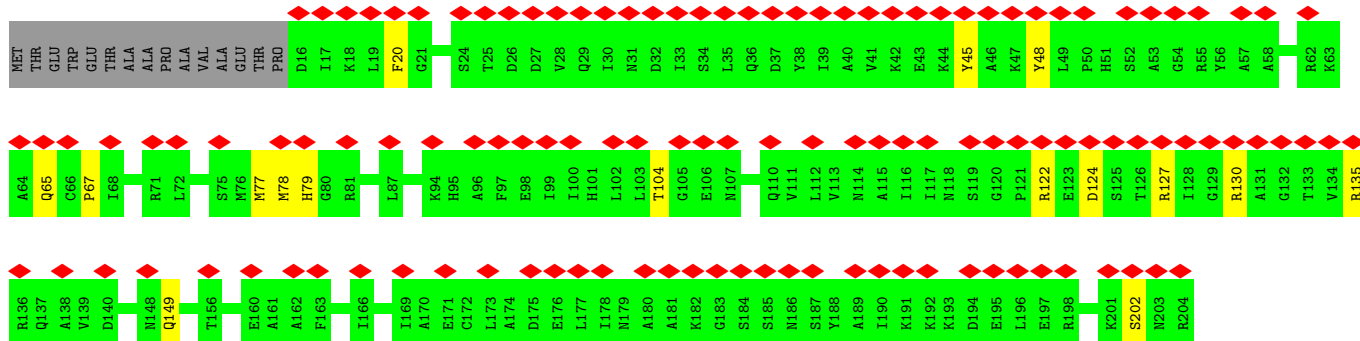 MET THR GLU TRP GLU THR ALA ALA PRO ALA VAL ALA GLU THR PRO D16 I17 K18 L19 F20 G21 S24 T25 D26 D27 V28 Q29 I30 N31 D32 I33 S34 L35 Q36 D37 Y38 I39 A40 V41 K42 E43 K44 Y45 A46 K47 Y48 L49 P50 H51 S52 A53 G54 R55 Y56 A57 A58 R62 K63
A64 Q65 C66 P67 I68 R71 L72 S75 M76 M77 M78 H79 G80 R81 L87 K94 H95 A96 F97 E98 I99 I100 H101 L102 L103 T104 G105 E106 N107 Q110 V111 L112 V113 N114 A115 I116 I117 N118 S119 G120 P121 R122 E123 D124 S125 T126 R127 I128 G129 R130 A131 G132 T133 V134 R135
R136 Q137 A138 V139 D140 N148 Q149 T156 E160 A161 A162 F163 I166 I169 A170 E171 C172 L173 A174 D175 E176 L177 I178 N179 A180 A181 K182 G183 S184 S185 N186 S187 Y188 A189 I190 K191 K192 K193 D194 E195 L196 E197 R198 K201 S202 N203 R204